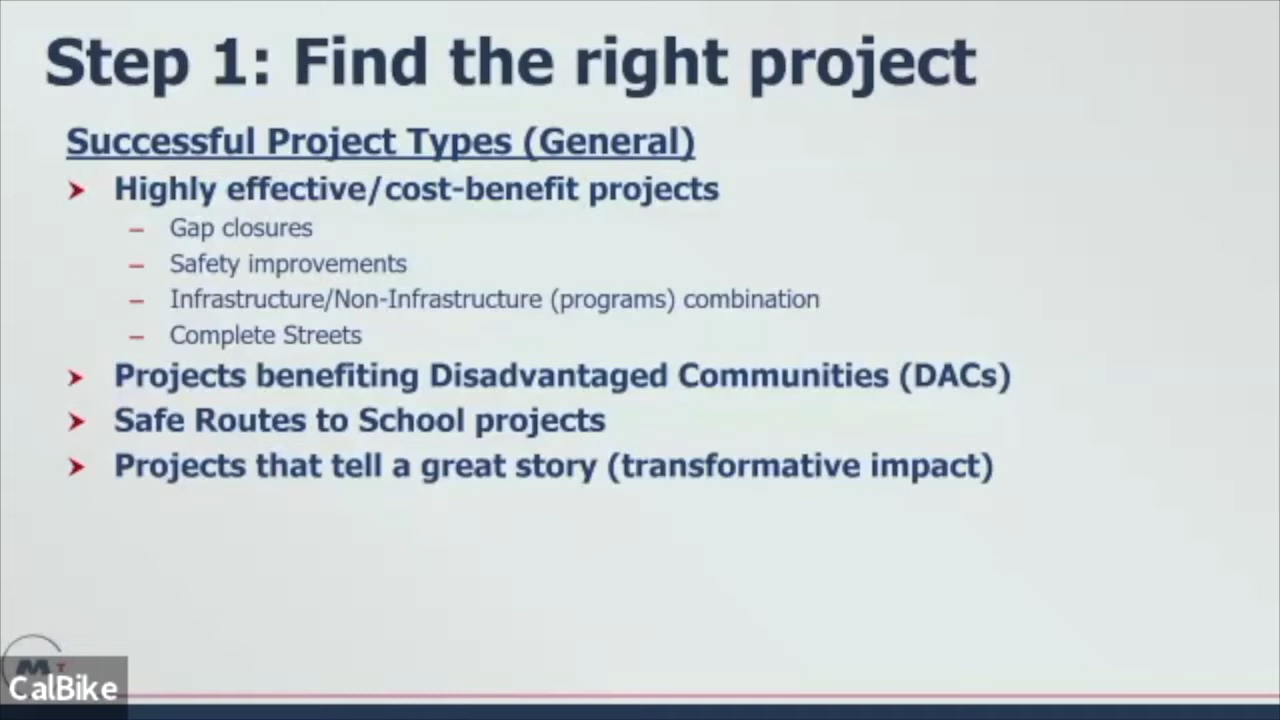 Step 1: Find the right project
Successful Project Types (General)
➤ Highly effective/cost-benefit projects
– Gap closures
– Safety improvements
– Infrastructure/Non-Infrastructure (programs) combination
– Complete Streets
➤ Projects benefiting Disadvantaged Communities (DACs)
➤ Safe Routes to School projects
➤ Projects that tell a great story (transformative impact)
CalBike